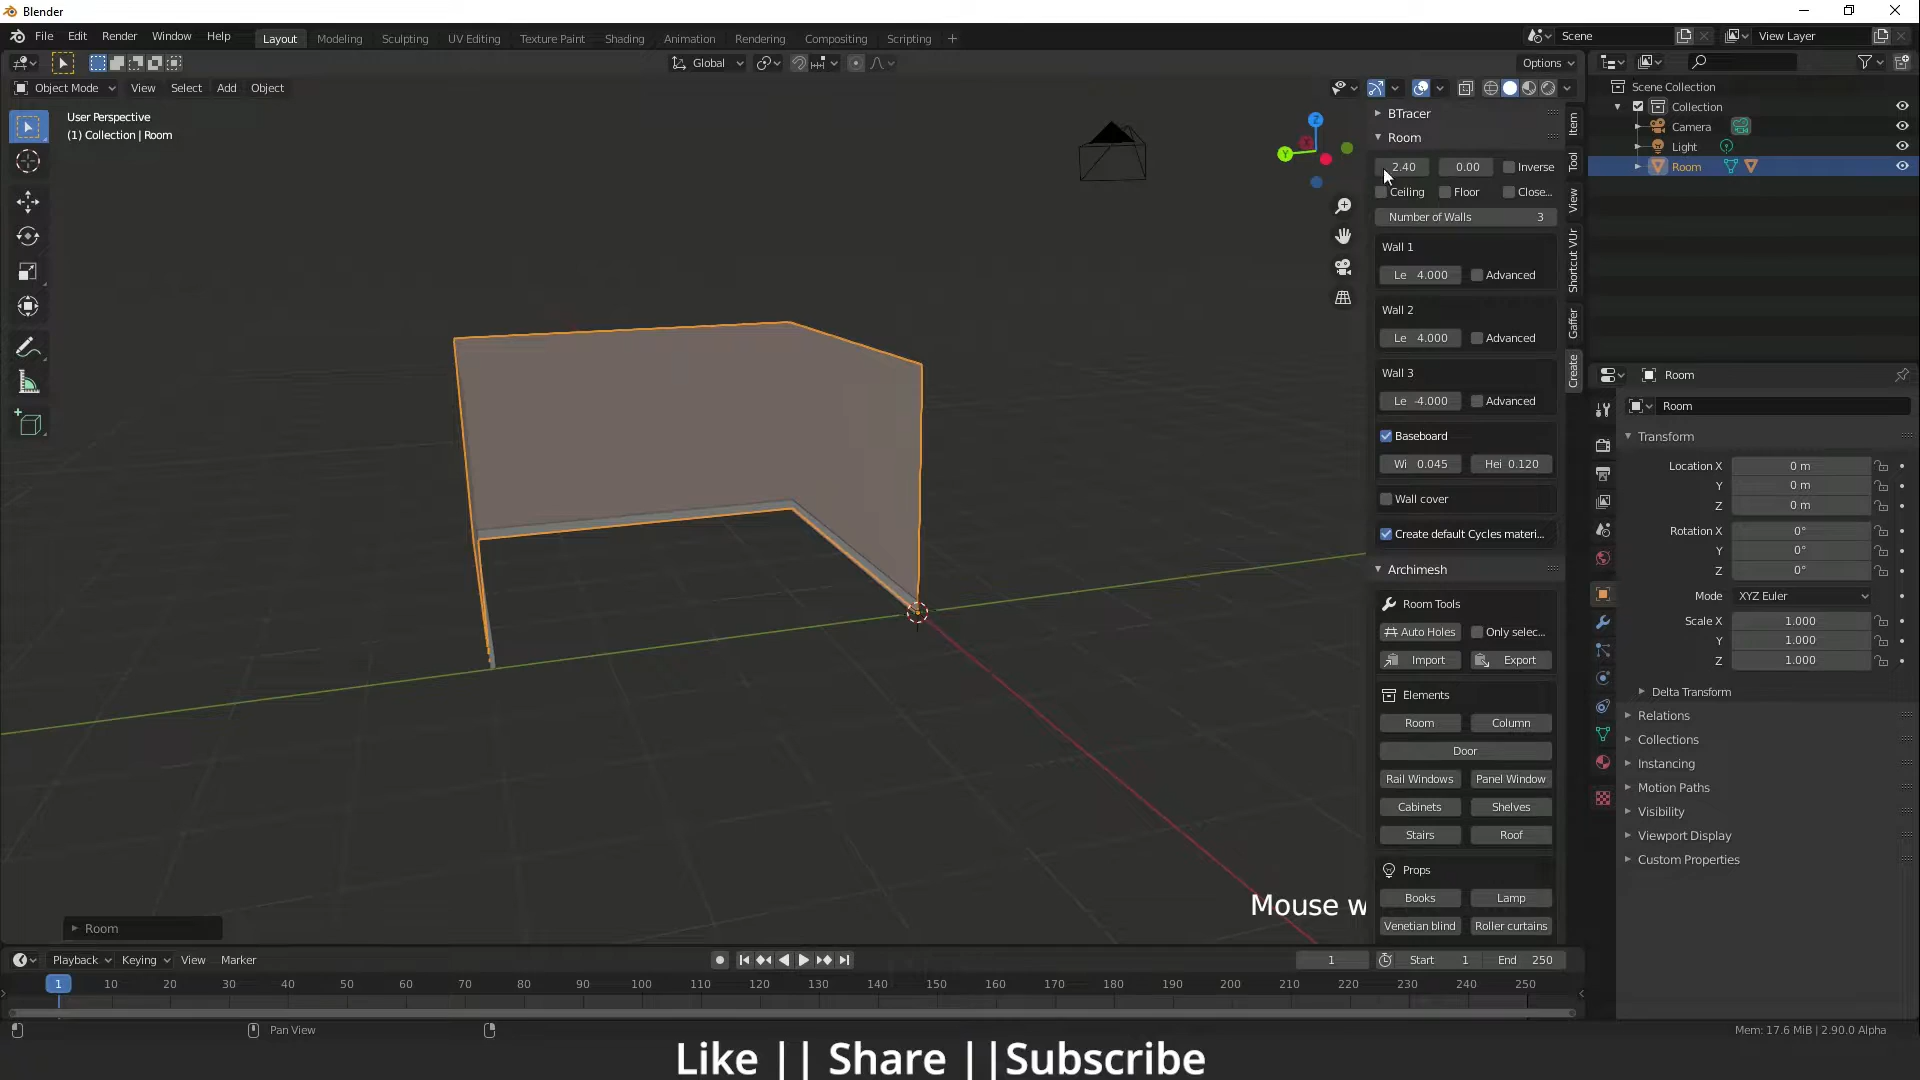 Blender
File Edit Render Window Help
Layout Modeling Sculpting UV Editing Texture Paint Shading Animation Rendering Compositing Scripting
Scene
View Layer
Global
Options
Object Mode View Select Add Object
User Perspective
(1) Collection | Room
BTracer
Room
2.40 0.00 Inverse
Ceiling Floor Close...
Number of Walls 3
Wall 1
Le 4.000 Advanced
Wall 2
Le 4.000 Advanced
Wall 3
Le -4.000 Advanced
Baseboard
Wi 0.045 Hei 0.120
Wall cover
Create default Cycles materi...
Archimesh
Room Tools
Auto Holes Only selec...
Import Export
Elements
Room Column
Door
Rail Windows Panel Window
Cabinets Shelves
Stairs Roof
Props
Books Lamp
Venetian blind Roller curtains
Item
Tool
View
Shortcut VUr
Gaffer
Create
X
Y
Z
Scene Collection
Collection
Camera
Light
Room
Room
Room
Transform
Location X 0 m
Y 0 m
Z 0 m
Rotation X 0°
Y 0°
Z 0°
Mode XYZ Euler
Scale X 1.000
Y 1.000
Z 1.000
Delta Transform
Relations
Collections
Instancing
Motion Paths
Visibility
Viewport Display
Custom Properties
Mouse w
Room
Playback Keying View Marker
1 Start 1 End 250
1 10 20 30 40 50 60 70 80 90 100 110 120 130 140 150 160 170 180 190 200 210 220 230 240 250
Pan View
Mem: 17.6 MiB | 2.90.0 Alpha
Like || Share ||Subscribe